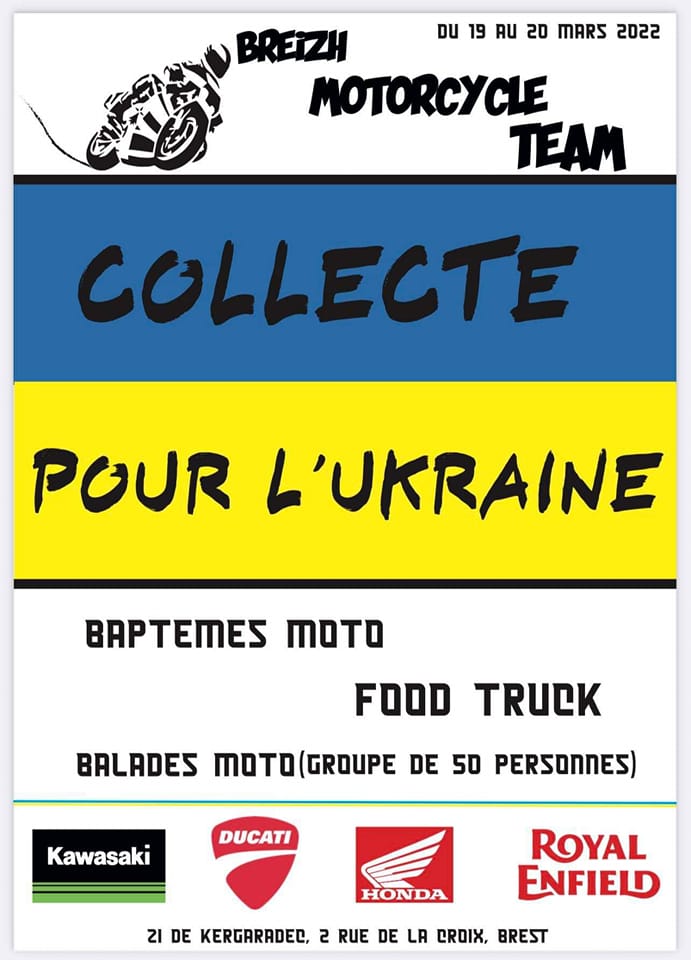 DU 19 AU 20 MARS 2022
BREIZH
MOTORCYCLE
TEAM
COLLECTE
POUR L'UKRAINE
BAPTEMES MOTO
FOOD TRUCK
BALADES MOTO(GROUPE DE 50 PERSONNES)
Kawasaki
DUCATI
HONDA
ROYAL
ENFIELD
ZI DE KERGARADEC, 2 RUE DE LA CROIX, BREST